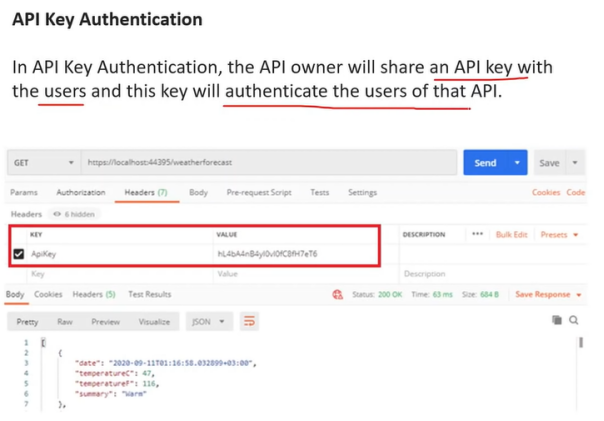 API Key Authentication
In API Key Authentication, the API owner will share an API key with
the users and this key will authenticate the users of that API.
GET https://localhost:44395/weatherforecast Send Save
Params Authorization Headers (7) Body Pre-request Script Tests Settings Cookies Code
Headers 6 hidden
KEY VALUE DESCRIPTION ••• Bulk Edit Presets
ApiKey hL4bA4nB4yI0vI0fC8fH7eT6
Key Value Description
Body Cookies Headers (5) Test Results Status: 200 OK Time: 63 ms Size: 684 B Save Response
Pretty Raw Preview Visualize JSON
1 [
2 {
3 "date": "2020-09-11T01:16:58.032899+03:00",
4 "temperatureC": 47,
5 "temperatureF": 116,
6 "summary": "Warm"
7 },